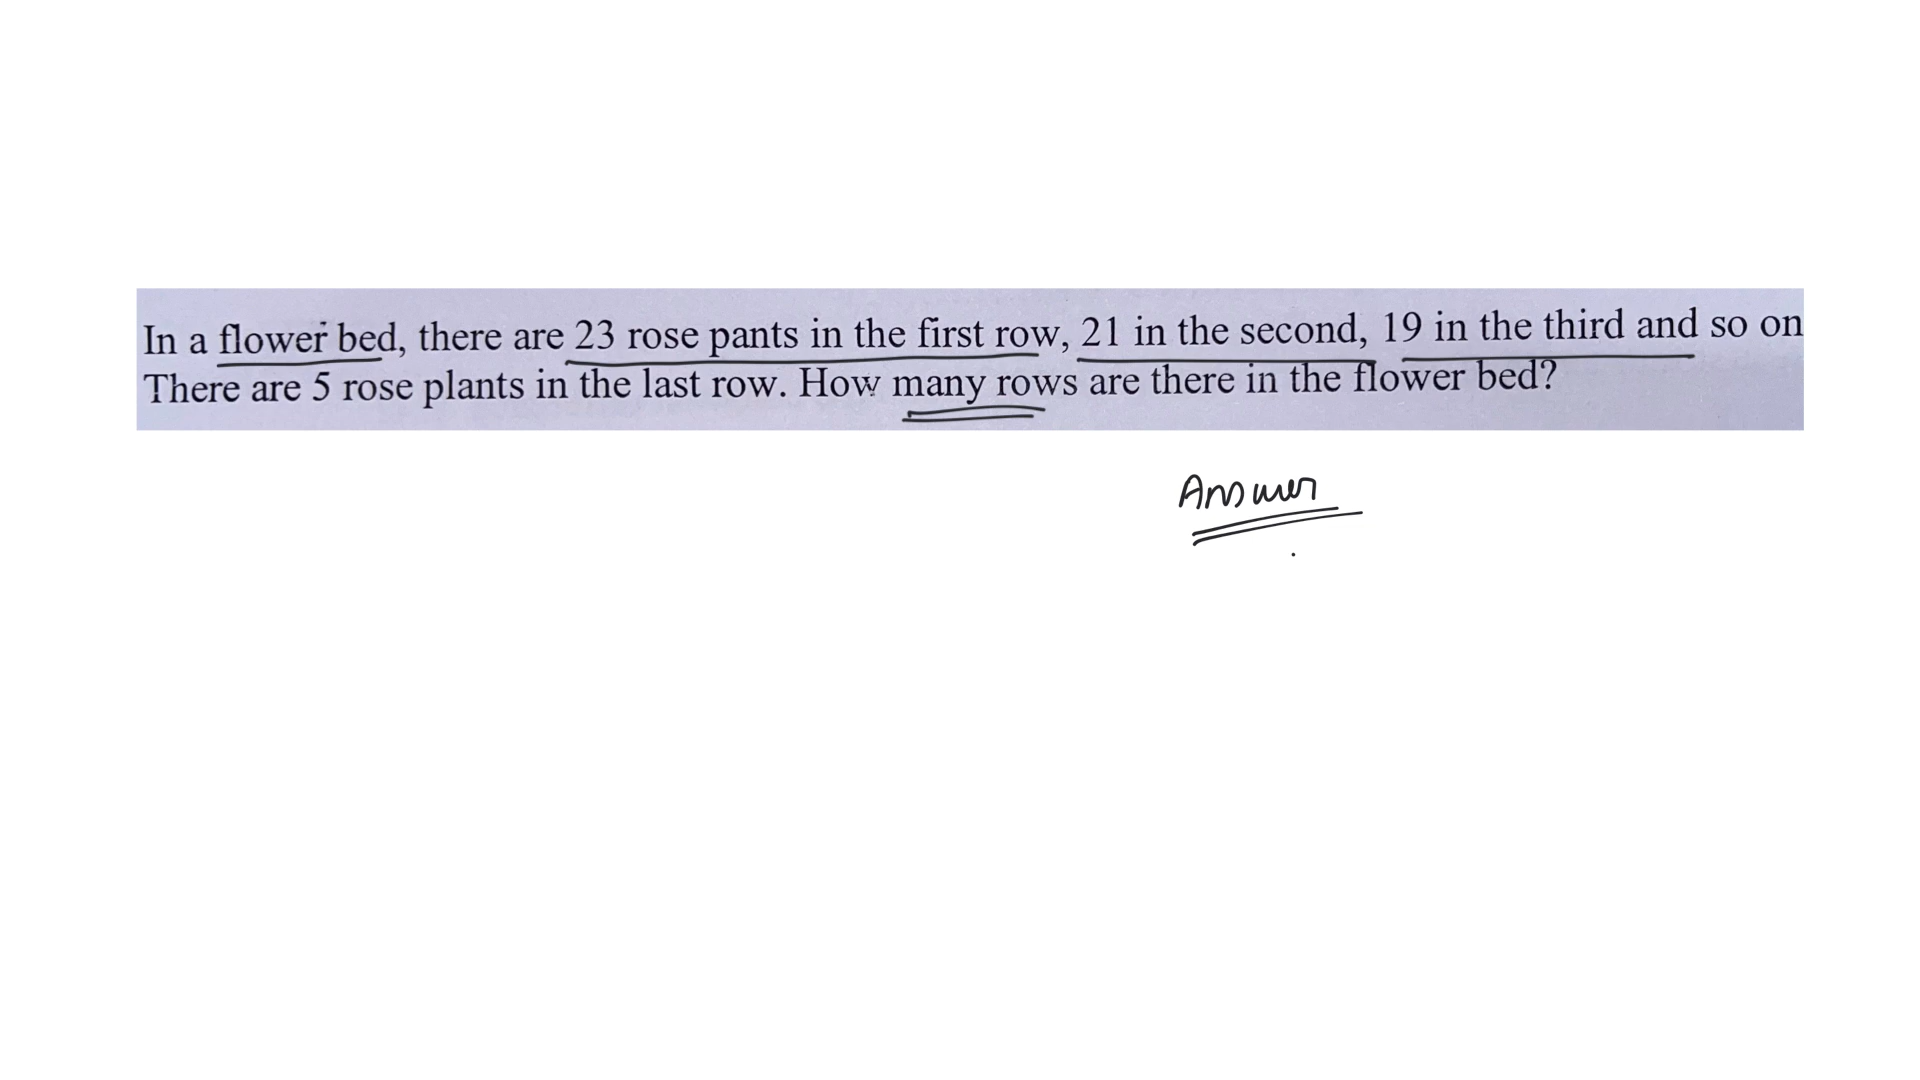 In a flower bed, there are 23 rose pants in the first row, 21 in the second, 19 in the third and so on
There are 5 rose plants in the last row. How many rows are there in the flower bed?
Answer